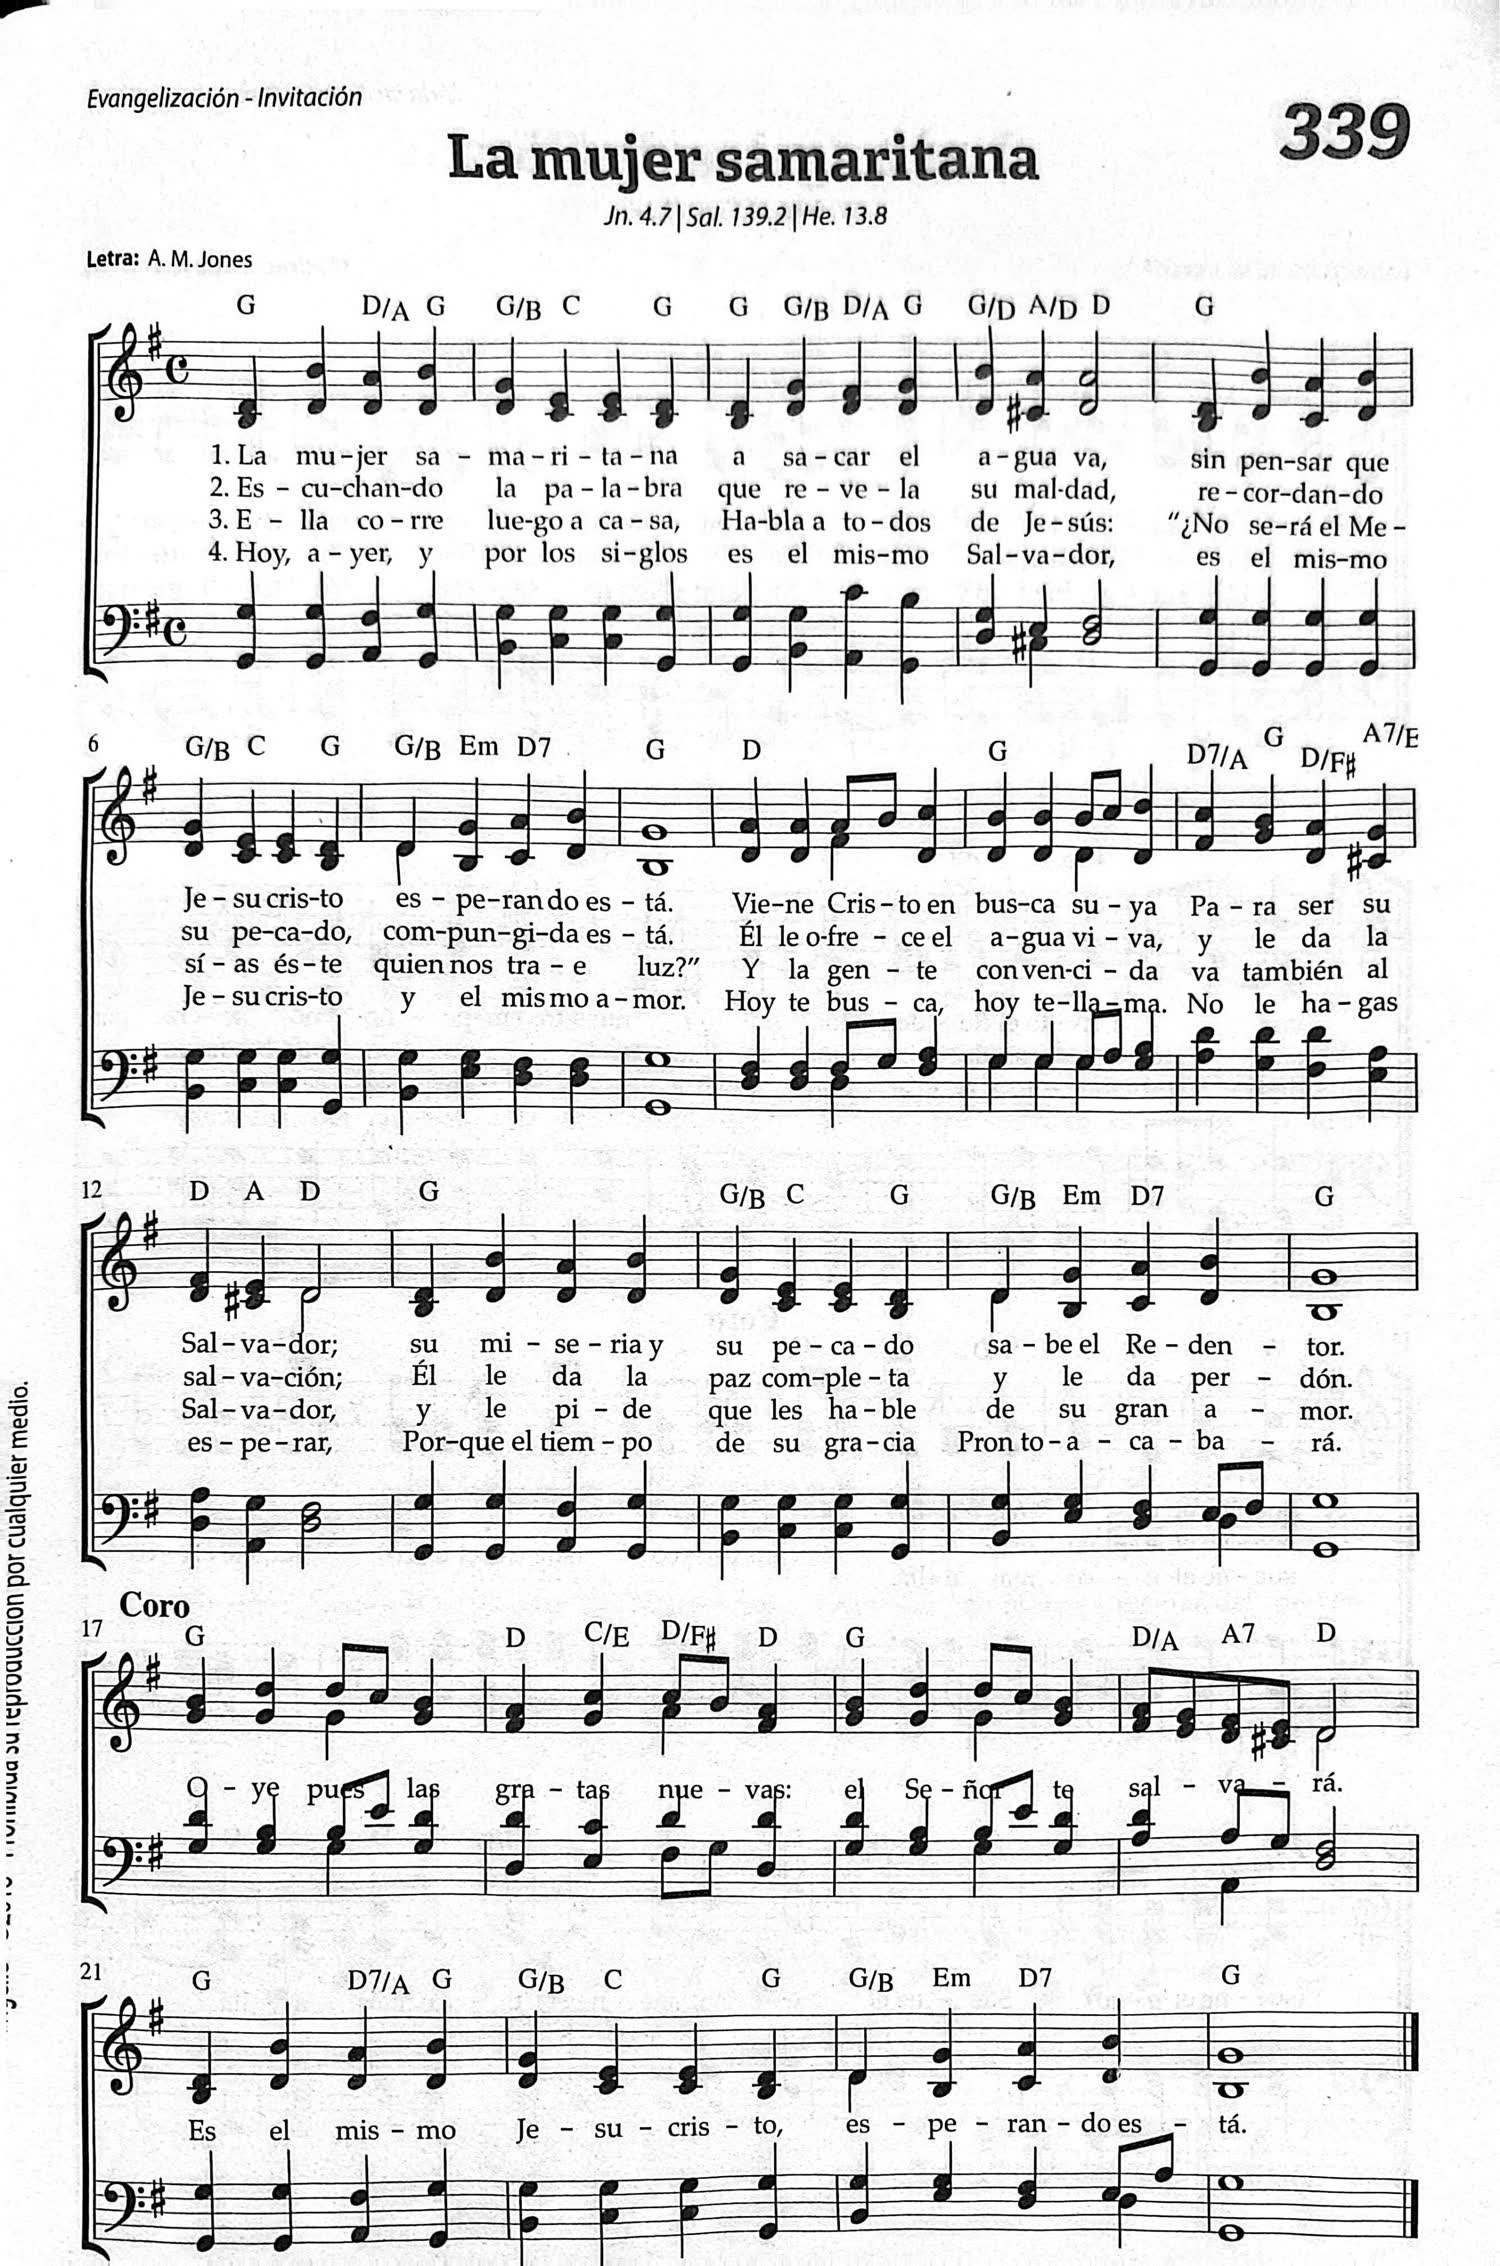 Evangelización - Invitación
339
La mujer samaritana
Jn. 4.7 | Sal. 139.2 | He. 13.8
Letra: A. M. Jones
G D/A G G/B C G G G/B D/A G G/D A/D D G
1. La mu-jer sa - ma-ri-ta-na a sa-car el a-gua va, sin pen-sar que
2. Es - cu-chan-do la pa-la-bra que re-ve-la su mal-dad, re-cor-dan-do
3. E - lla co-rre lue-go a ca-sa, Ha-bla a to-dos de Je-sús: "¿No se-rá el Me-
4. Hoy, a-yer, y por los si-glos es el mis-mo Sal-va-dor, es el mis-mo
6 G/B C G G/B Em D7 G D G D7/A G D/F# A7/E
Je-su cris-to es - pe-ran do es - tá. Vie-ne Cris-to en bus-ca su-ya Pa-ra ser su
su pe-ca-do, com-pun-gi-da es - tá. Él le o-fre - ce el a-gua vi-va, y le da la
sí-as és-te quien nos tra-e luz?" Y la gen - te con ven-ci-da va también al
Je-su cris-to y el mis mo a-mor. Hoy te bus - ca, hoy te-lla-ma. No le ha-gas
12 D A D G G/B C G G/B Em D7 G
Sal-va-dor; su mi - se-ria y su pe-ca-do sa-be el Re-den - tor.
sal-va-ción; Él le da la paz com-ple-ta y le da per - dón.
Sal-va-dor, y le pi-de que les ha-ble de su gran a - mor.
es-pe-rar, Por-que el tiem-po de su gra-cia Pron to-a-ca-ba - rá.
Coro
17 G D C/E D/F# D G D/A A7 D
O - ye pues las gra - tas nue - vas: el Se-ñor te sal - va - rá.
21 G D7/A G G/B C G G/B Em D7 G
Es el mis-mo Je-su-cris-to, es - pe - ran - do es - tá.
su reproducción por cualquier medio.